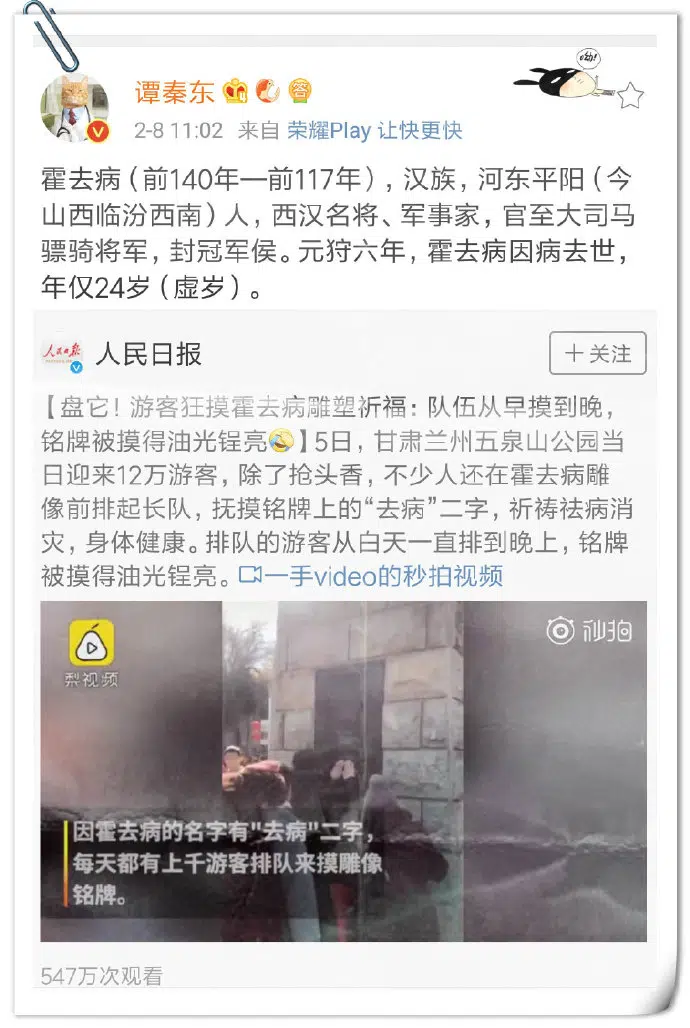 呦!
谭秦东
2-8 11:02 来自 荣耀Play 让快更快
霍去病（前140年—前117年），汉族，河东平阳（今
山西临汾西南）人，西汉名将、军事家，官至大司马
骠骑将军，封冠军侯。元狩六年，霍去病因病去世，
年仅24岁（虚岁）。
人民日报
人民日报
＋关注
【盘它！游客狂摸霍去病雕塑祈福：队伍从早摸到晚，
铭牌被摸得油光锃亮🤣】5日，甘肃兰州五泉山公园当
日迎来12万游客，除了抢头香，不少人还在霍去病雕
像前排起长队，抚摸铭牌上的“去病”二字，祈祷祛病消
灾，身体健康。排队的游客从白天一直排到晚上，铭牌
被摸得油光锃亮。一手video的秒拍视频
梨视频
秒拍
因霍去病的名字有"去病"二字，
每天都有上千游客排队来摸雕像
铭牌。
547万次观看